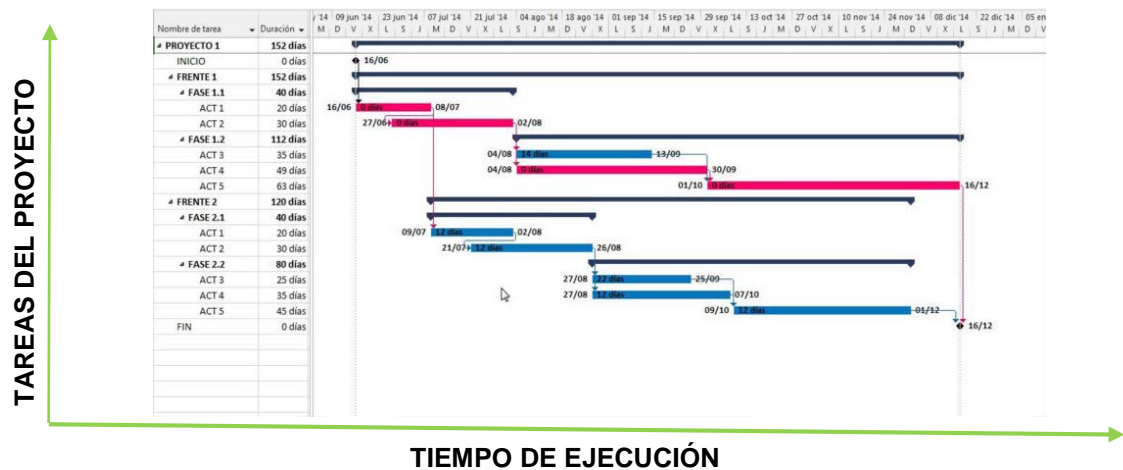 TAREAS DEL PROYECTO
/ '14 09 jun '14 23 jun '14 07 jul '14 21 jul '14 04 ago '14 18 ago '14 01 sep '14 15 sep '14 29 sep '14 13 oct '14 27 oct '14 10 nov '14 24 nov '14 08 dic '14 22 dic '14 05 en
Nombre de tarea Duración M D V X L S J M D V X L S J M D V X L S J M D V X L S J M D V X L S J M D V
PROYECTO 1 152 días
INICIO 0 días 16/06
FRENTE 1 152 días
FASE 1.1 40 días
ACT 1 20 días 16/06 0 días 08/07
ACT 2 30 días 27/06 0 días 02/08
FASE 1.2 112 días
ACT 3 35 días 04/08 14 días 13/09
ACT 4 49 días 04/08 0 días 30/09
ACT 5 63 días 01/10 0 días 16/12
FRENTE 2 120 días
FASE 2.1 40 días
ACT 1 20 días 09/07 12 días 02/08
ACT 2 30 días 21/07 12 días 26/08
FASE 2.2 80 días
ACT 3 25 días 27/08 22 días 25/09
ACT 4 35 días 27/08 12 días 07/10
ACT 5 45 días 09/10 12 días 01/12
FIN 0 días 16/12
TIEMPO DE EJECUCIÓN